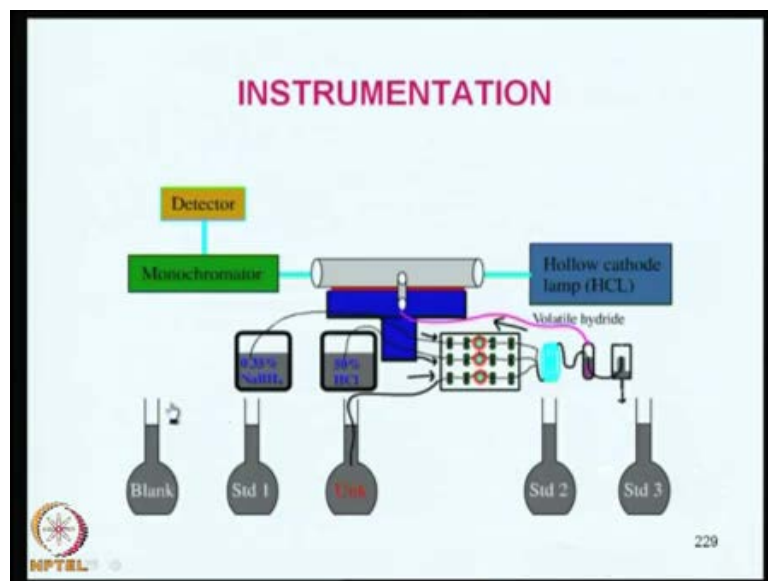 INSTRUMENTATION
Detector
Monochromator
Hollow cathode
lamp (HCL)
Volatile hydride
NaBH₄
HCl
Blank
Std 1
Unk
Std 2
Std 3
229
NPTEL